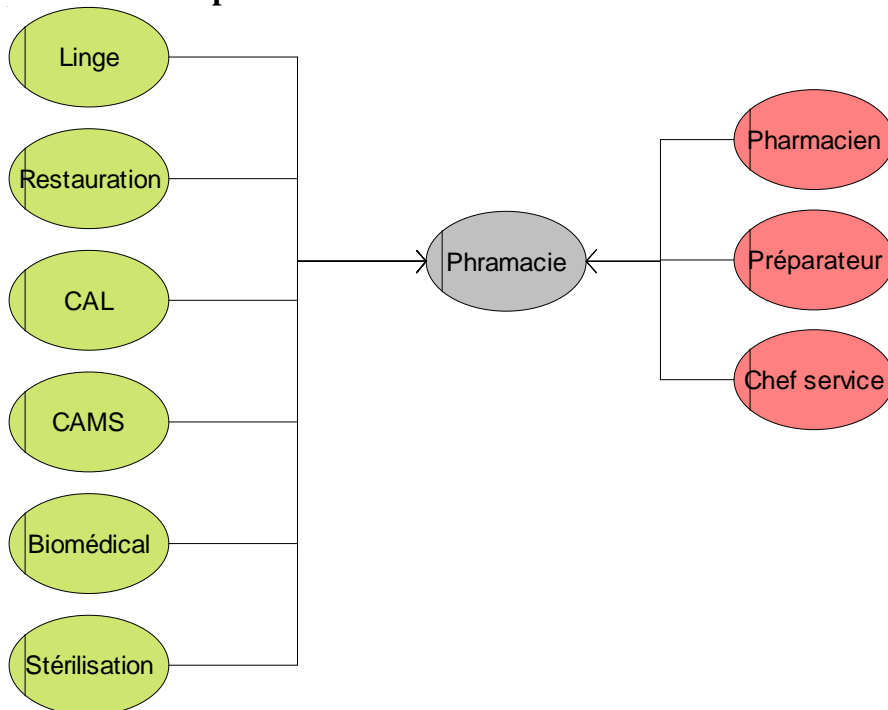 Linge
Restauration
CAL
CAMS
Biomédical
Stérilisation
Phramacie
Pharmacien
Préparateur
Chef service